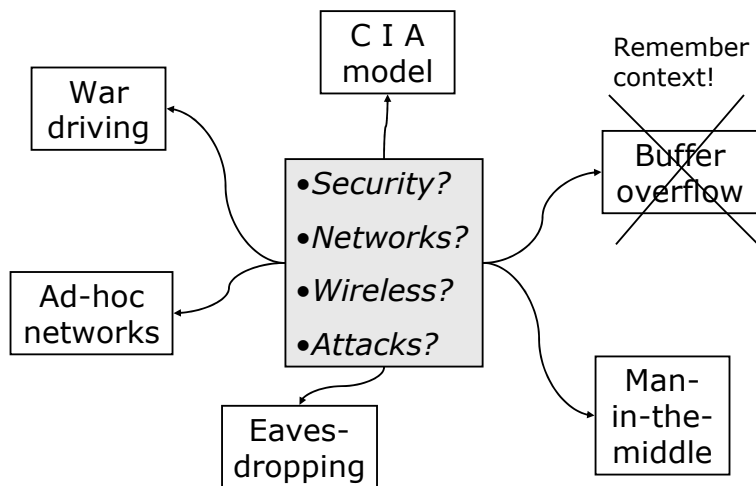 C I A
model
Remember
context!
War
driving
Buffer
overflow
•Security?
•Networks?
•Wireless?
•Attacks?
Ad-hoc
networks
Man-
in-the-
middle
Eaves-
dropping